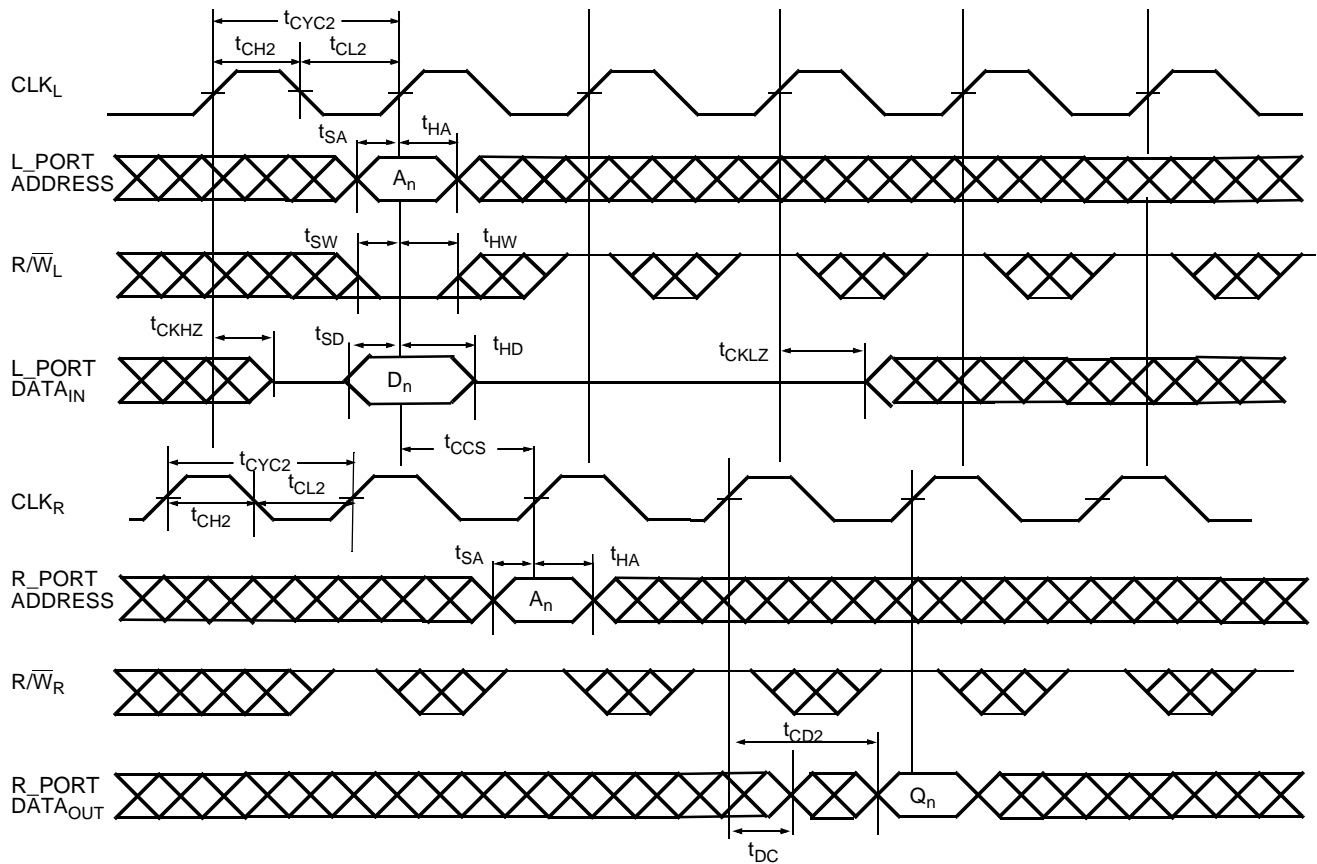 tCYC2
tCH2 tCL2
CLKL
tSA tHA
L_PORT
ADDRESS
An
tSW tHW
R/W̅L
tCKHZ tSD tHD tCKLZ
L_PORT
DATAIN
Dn
tCCS
tCYC2
tCL2
CLKR
tCH2
tSA tHA
R_PORT
ADDRESS
An
R/W̅R
tCD2
R_PORT
DATAOUT
Qn
tDC